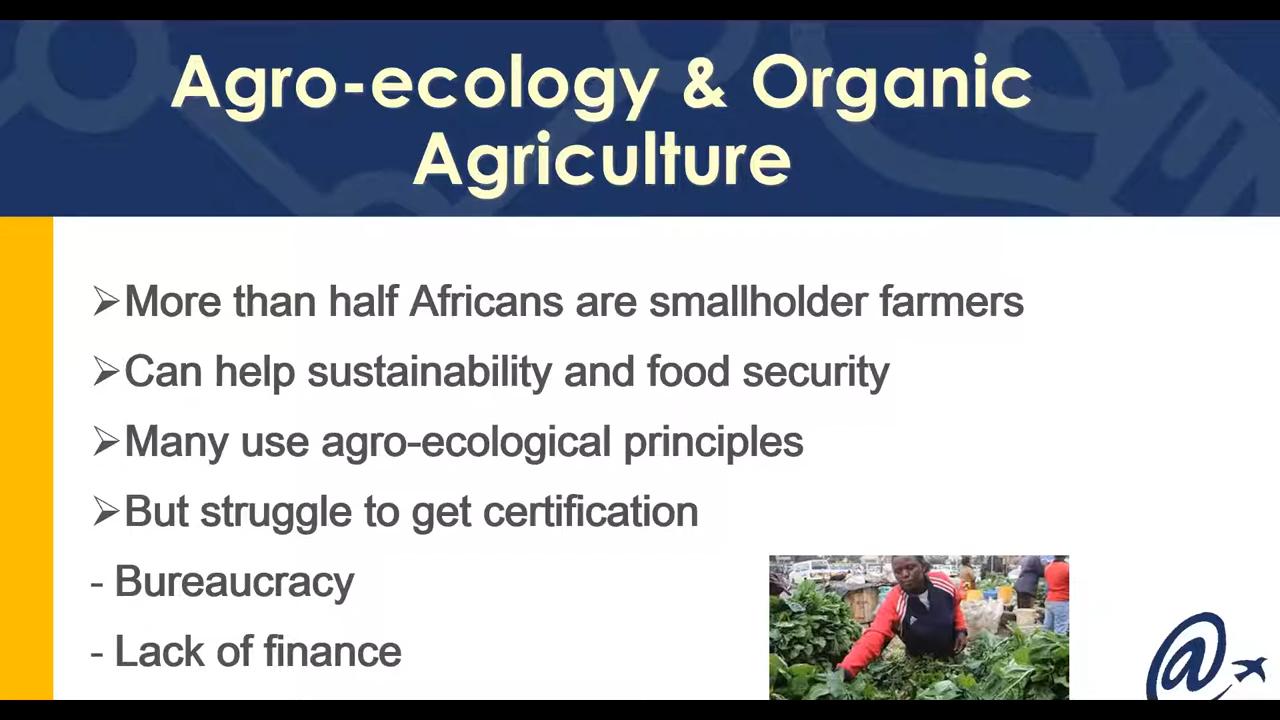 Agro-ecology & Organic
Agriculture
➢More than half Africans are smallholder farmers
➢Can help sustainability and food security
➢Many use agro-ecological principles
➢But struggle to get certification
- Bureaucracy
- Lack of finance
@